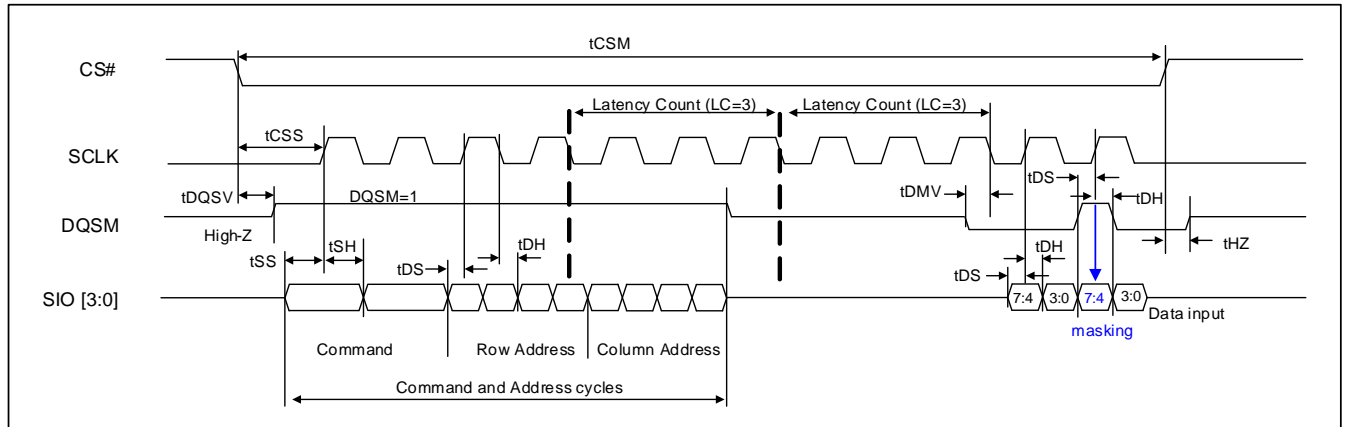 tCSM
CS#
Latency Count (LC=3) Latency Count (LC=3)
tCSS
SCLK
tDS
tDQSV DQSM=1 tDMV tDH
DQSM
High-Z tHZ
tSS tSH tDH tDH
tDS tDS
SIO [3:0] 7:4 3:0 7:4 3:0 Data input
masking
Command Row Address Column Address
Command and Address cycles